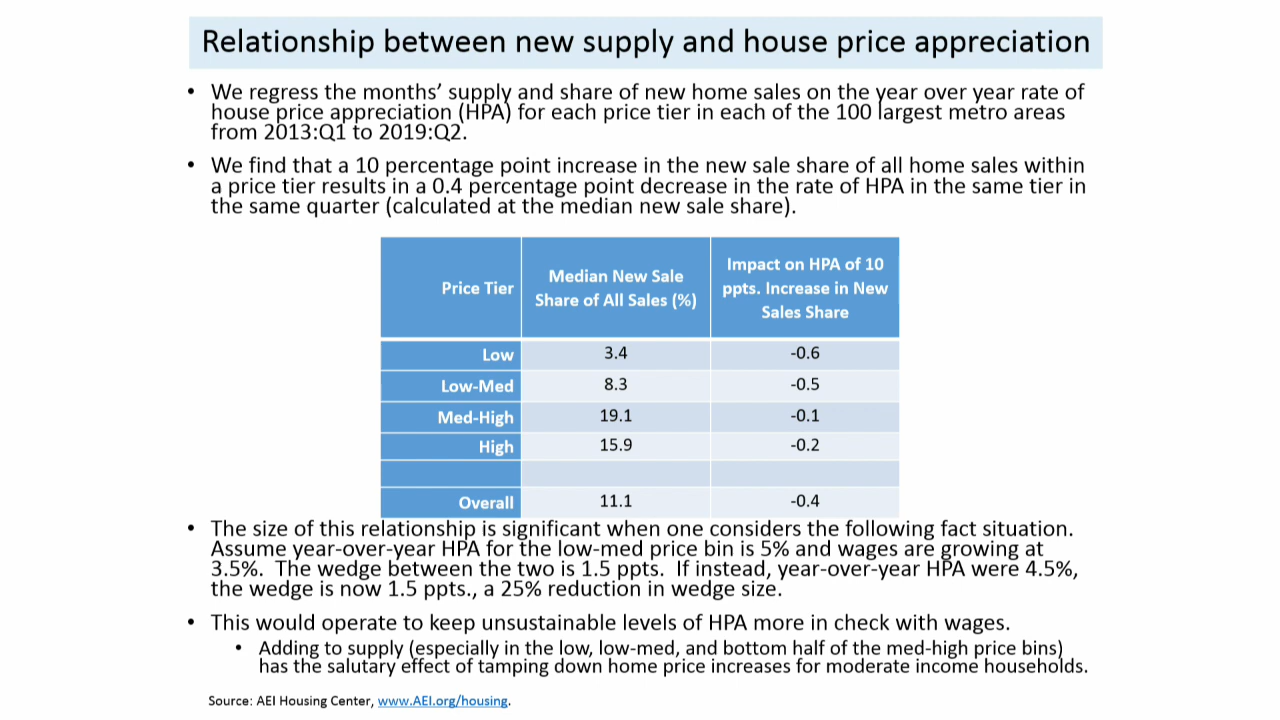 Relationship between new supply and house price appreciation
• We regress the months’ supply and share of new home sales on the year over year rate of
house price appreciation (HPA) for each price tier in each of the 100 largest metro areas
from 2013:Q1 to 2019:Q2.
• We find that a 10 percentage point increase in the new sale share of all home sales within
a price tier results in a 0.4 percentage point decrease in the rate of HPA in the same tier in
the same quarter (calculated at the median new sale share).
Price Tier
Median New Sale
Share of All Sales (%)
Impact on HPA of 10
ppts. Increase in New
Sales Share
Low 3.4 -0.6
Low-Med 8.3 -0.5
Med-High 19.1 -0.1
High 15.9 -0.2
Overall 11.1 -0.4
• The size of this relationship is significant when one considers the following fact situation.
Assume year-over-year HPA for the low-med price bin is 5% and wages are growing at
3.5%.  The wedge between the two is 1.5 ppts.  If instead, year-over-year HPA were 4.5%,
the wedge is now 1.5 ppts., a 25% reduction in wedge size.
• This would operate to keep unsustainable levels of HPA more in check with wages.
• Adding to supply (especially in the low, low-med, and bottom half of the med-high price bins)
has the salutary effect of tamping down home price increases for moderate income households.
Source: AEI Housing Center, www.AEI.org/housing.